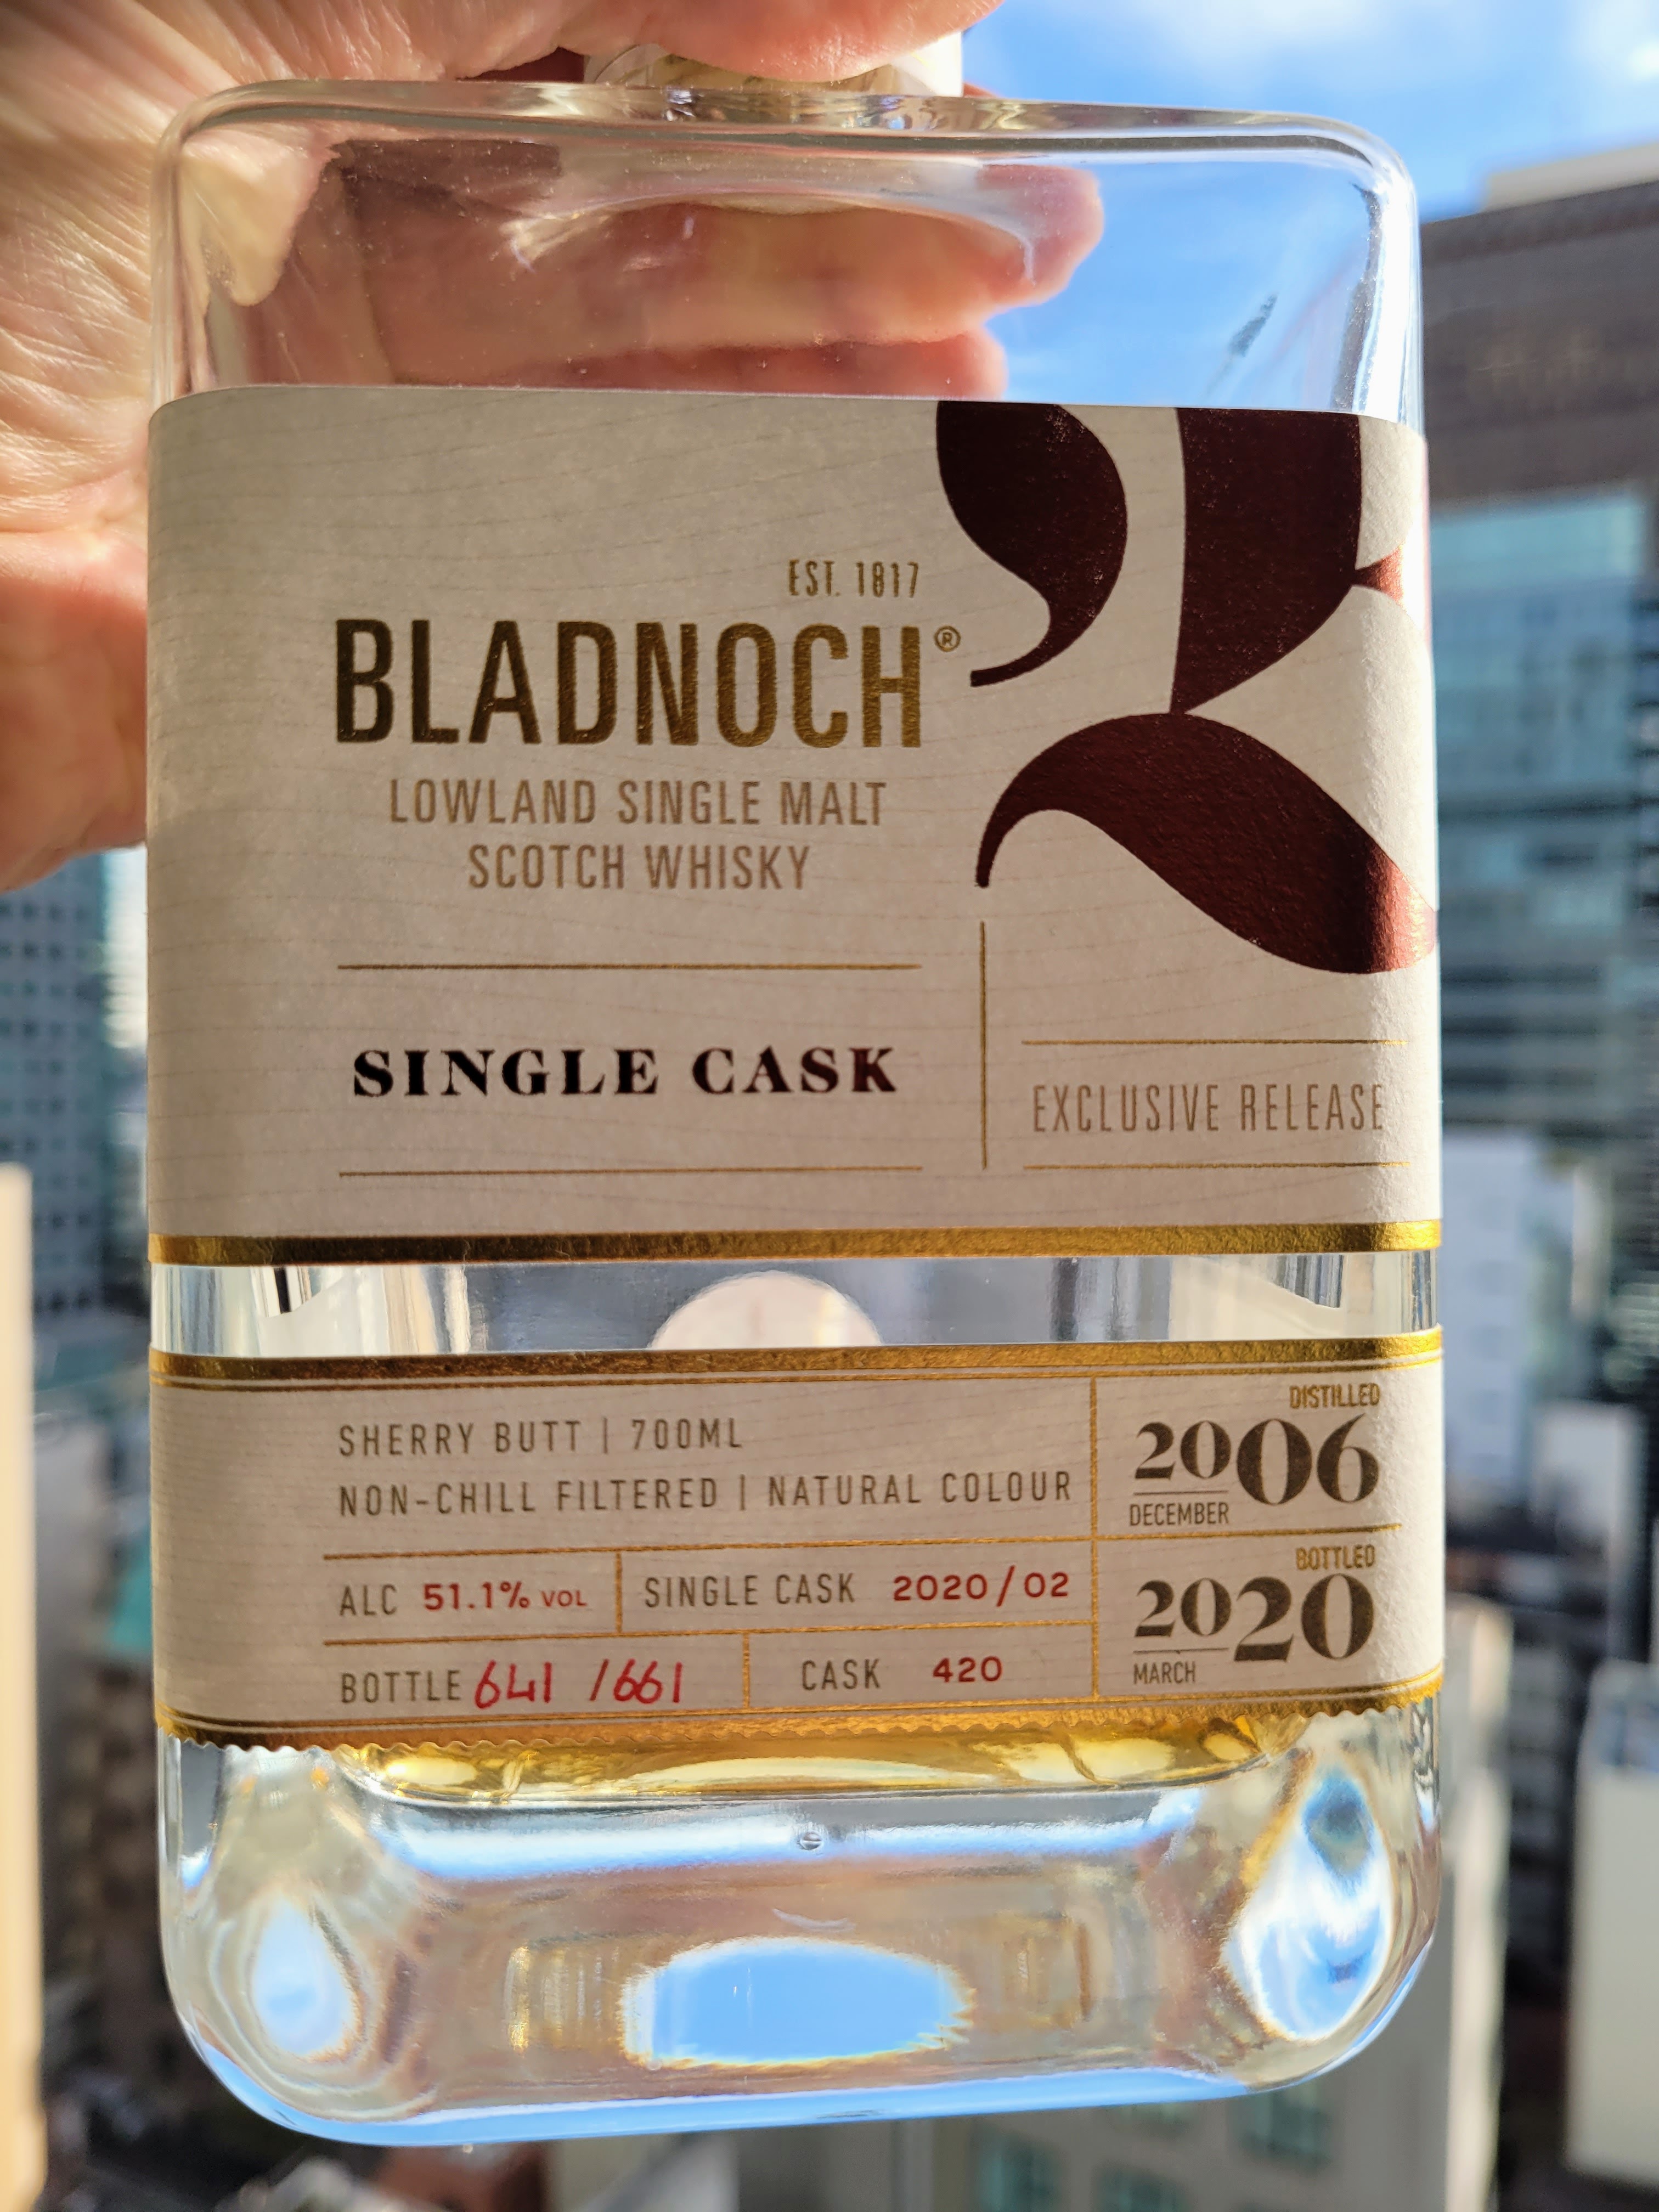 EST. 1817
BLADNOCH®
LOWLAND SINGLE MALT
SCOTCH WHISKY
SINGLE CASK
EXCLUSIVE RELEASE
SHERRY BUTT | 700ML
NON-CHILL FILTERED | NATURAL COLOUR
ALC 51.1% VOL
SINGLE CASK 2020/02
BOTTLE 641 /661
CASK 420
DISTILLED
2006
DECEMBER
BOTTLED
2020
MARCH